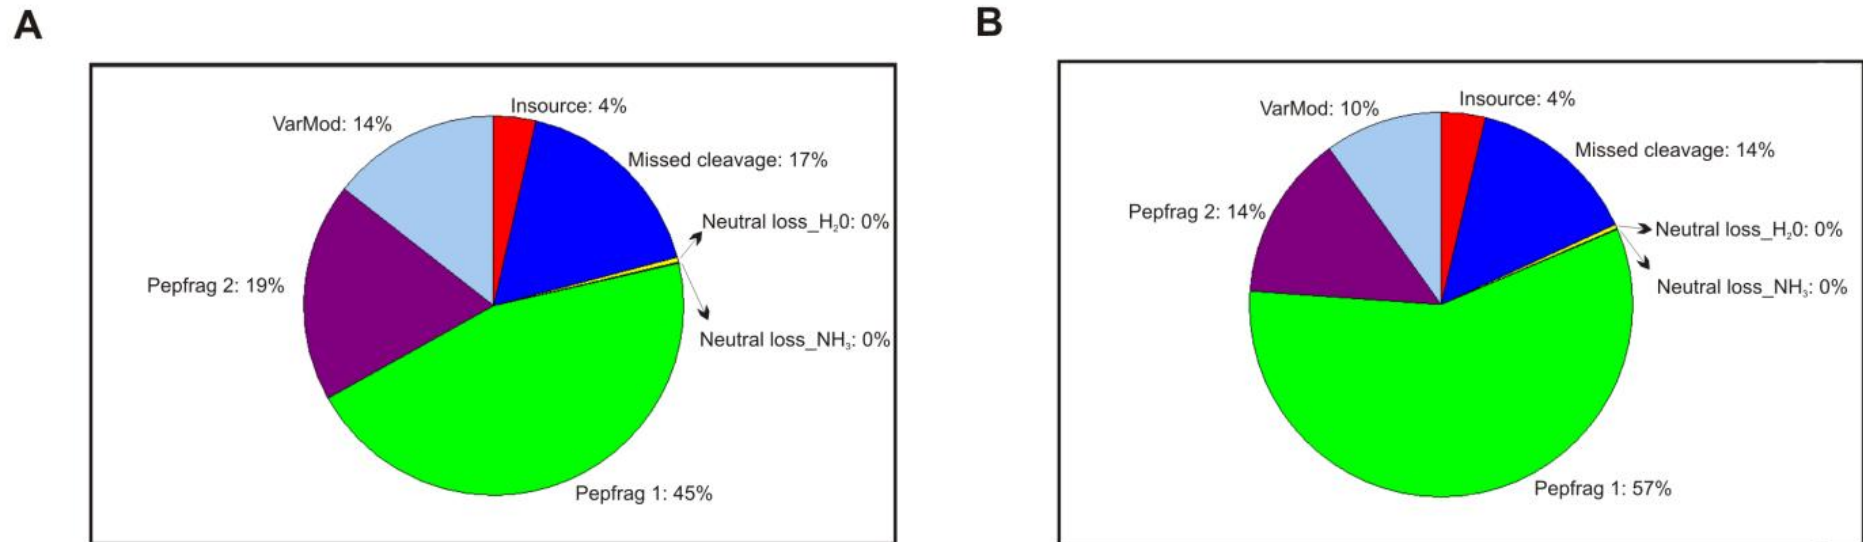 A
Insource: 4%
VarMod: 14%
Missed cleavage: 17%
Neutral loss_H₂0: 0%
Pepfrag 2: 19%
Neutral loss_NH₃: 0%
Pepfrag 1: 45%
B
Insource: 4%
VarMod: 10%
Missed cleavage: 14%
Pepfrag 2: 14%
Neutral loss_H₂0: 0%
Neutral loss_NH₃: 0%
Pepfrag 1: 57%